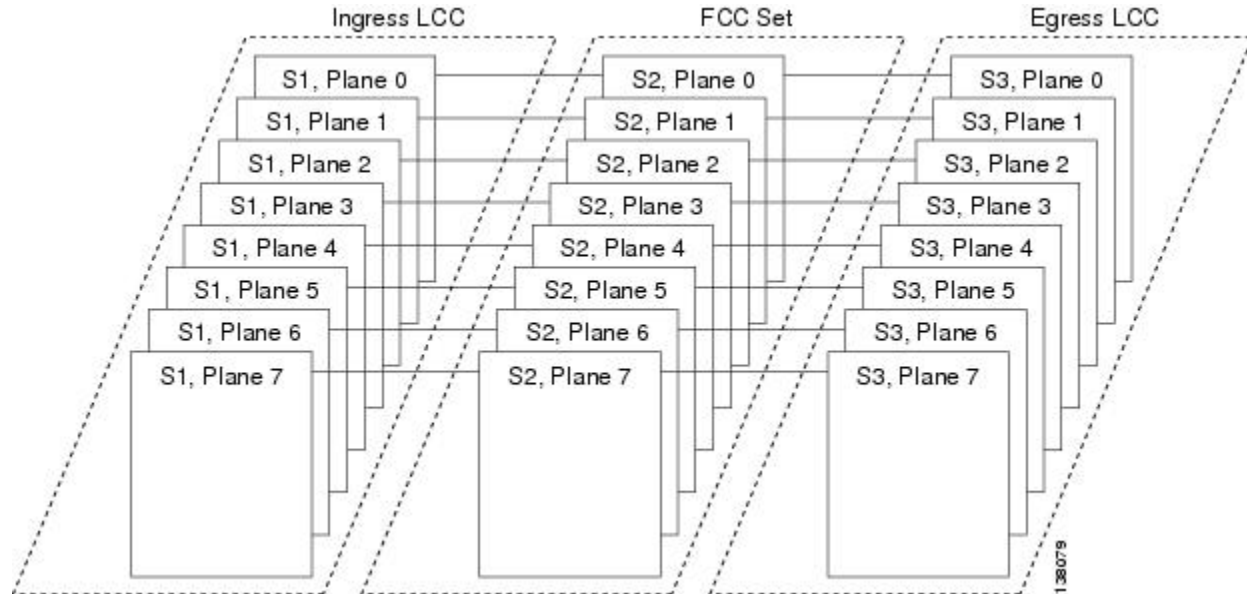 Ingress LCC
FCC Set
Egress LCC
S1, Plane 0
S2, Plane 0
S3, Plane 0
S1, Plane 1
S2, Plane 1
S3, Plane 1
S1, Plane 2
S2, Plane 2
S3, Plane 2
S1, Plane 3
S2, Plane 3
S3, Plane 3
S1, Plane 4
S2, Plane 4
S3, Plane 4
S1, Plane 5
S2, Plane 5
S3, Plane 5
S1, Plane 6
S2, Plane 6
S3, Plane 6
S1, Plane 7
S2, Plane 7
S3, Plane 7
138079